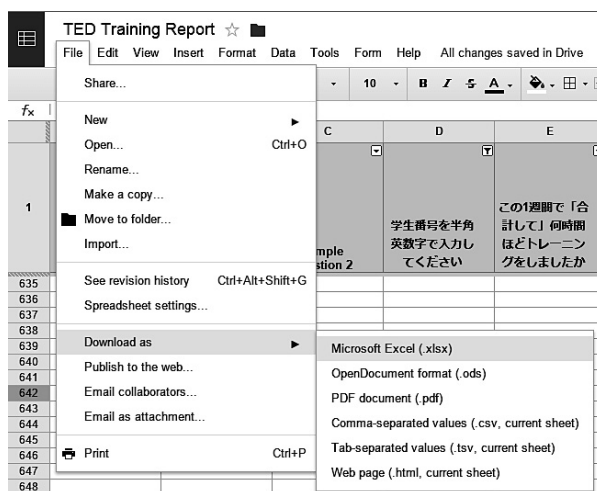 TED Training Report
File Edit View Insert Format Data Tools Form Help All changes saved in Drive
10 B I S A
fx
Share...
New
Open... Ctrl+O
Rename...
Make a copy...
Move to folder...
Import...
See revision history Ctrl+Alt+Shift+G
Spreadsheet settings...
Download as
Publish to the web...
Email collaborators...
Email as attachment...
Print Ctrl+P
Microsoft Excel (.xlsx)
OpenDocument format (.ods)
PDF document (.pdf)
Comma-separated values (.csv, current sheet)
Tab-separated values (.tsv, current sheet)
Web page (.html, current sheet)
C D E
1
mple
stion 2
学生番号を半角
英数字で入力し
てください
この1週間で「合
計して」何時間
ほどトレーニン
グをしましたか
635
636
637
638
639
640
641
642
643
644
645
646
647
648